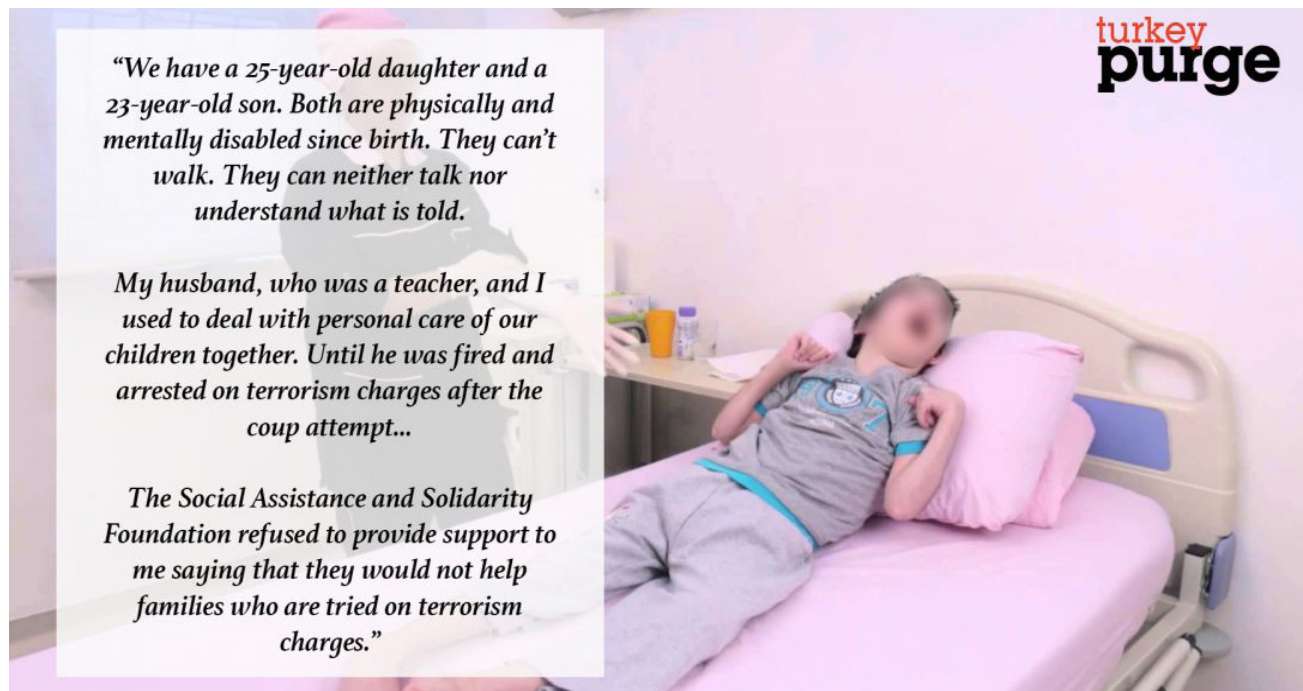 turkey
purge
“We have a 25-year-old daughter and a
23-year-old son. Both are physically and
mentally disabled since birth. They can’t
walk. They can neither talk nor
understand what is told.
My husband, who was a teacher, and I
used to deal with personal care of our
children together. Until he was fired and
arrested on terrorism charges after the
coup attempt...
The Social Assistance and Solidarity
Foundation refused to provide support to
me saying that they would not help
families who are tried on terrorism
charges.”